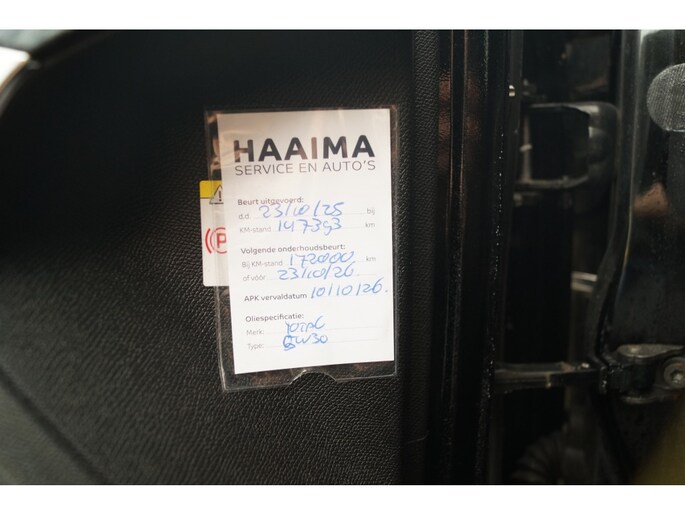 HAAIMA
SERVICE EN AUTO'S
Beurt uitgevoerd:
d.d. 23/10/25 bij
KM-stand 147393 km
Volgende onderhoudsbeurt:
Bij KM-stand 172000 km
of vóór 23/10/26
APK vervaldatum 10/10/26.
Oliespecificatie:
Merk: TOTAL
Type: 5W30
(P)